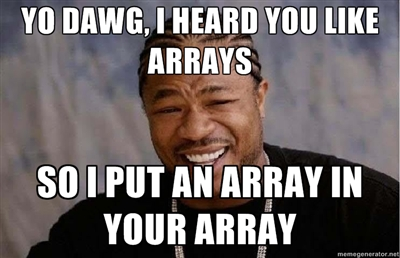 YO DAWG, I HEARD YOU LIKE
ARRAYS
SO I PUT AN ARRAY IN
YOUR ARRAY
memegenerator.net